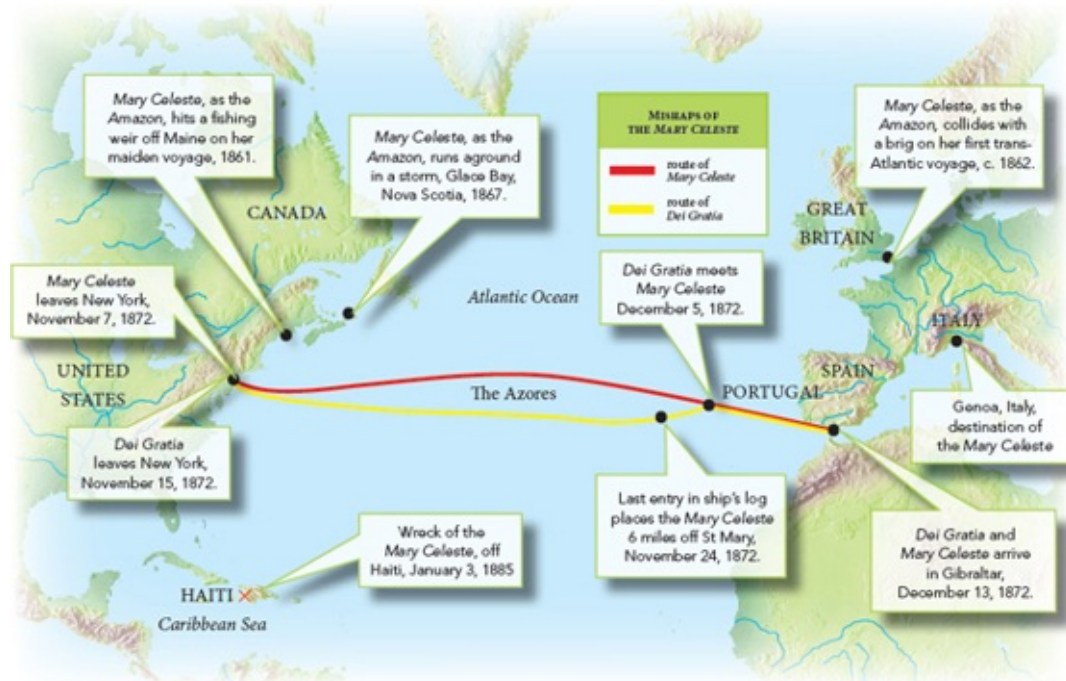 Mary Celeste, as the
Amazon, hits a fishing
weir off Maine on her
maiden voyage, 1861.
Mary Celeste, as the
Amazon, runs aground
in a storm, Glace Bay,
Nova Scotia, 1867.
MISHAPS OF
THE MARY CELESTE
route of
Mary Celeste
route of
Dei Gratia
Mary Celeste, as the
Amazon, collides with
a brig on her first trans-
Atlantic voyage, c. 1862.
CANADA
GREAT
BRITAIN
Mary Celeste
leaves New York,
November 7, 1872.
Atlantic Ocean
Dei Gratia meets
Mary Celeste
December 5, 1872.
ITALY
UNITED
STATES
The Azores
PORTUGAL
SPAIN
Genoa, Italy,
destination of
the Mary Celeste
Dei Gratia
leaves New York,
November 15, 1872.
Last entry in ship's log
places the Mary Celeste
6 miles off St Mary,
November 24, 1872.
Dei Gratia and
Mary Celeste arrive
in Gibraltar,
December 13, 1872.
Wreck of the
Mary Celeste, off
Haiti, January 3, 1885
HAITI
Caribbean Sea